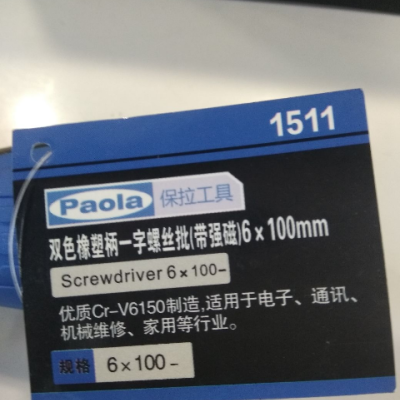 1511
Paola 保拉工具
双色橡塑柄一字螺丝批(带强磁)6×100mm
Screwdriver 6×100-
优质Cr-V6150制造,适用于电子、通讯、
机械维修、家用等行业。
规格 6×100-